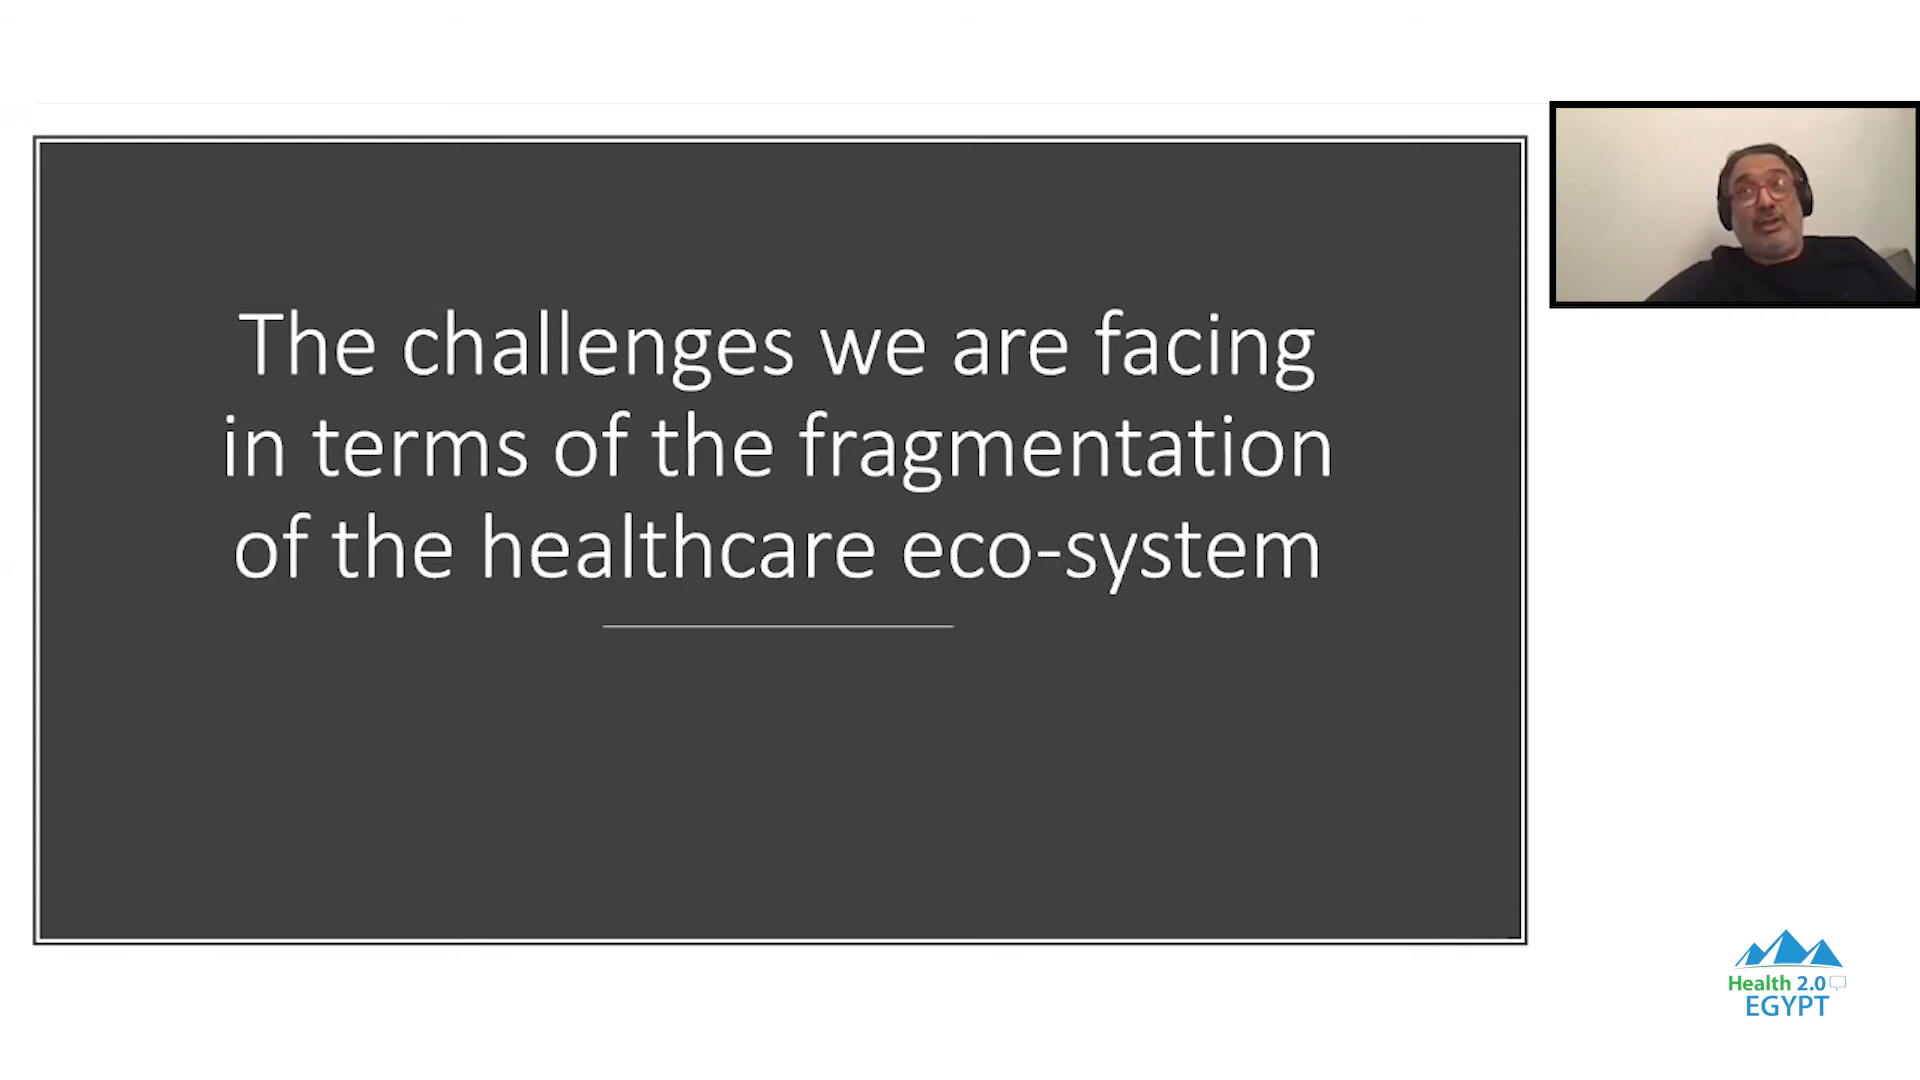 The challenges we are facing
in terms of the fragmentation
of the healthcare eco-system
Health 2.0
EGYPT